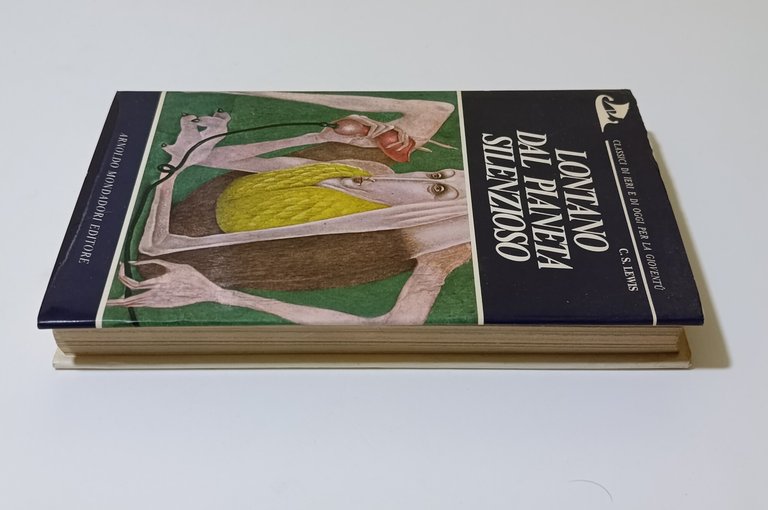 CLASSICI DI IERI E DI OGGI PER LA GIOVENTÙ
C. S. LEWIS
LONTANO
DAL PIANETA
SILENZIOSO
ARNOLDO MONDADORI EDITORE